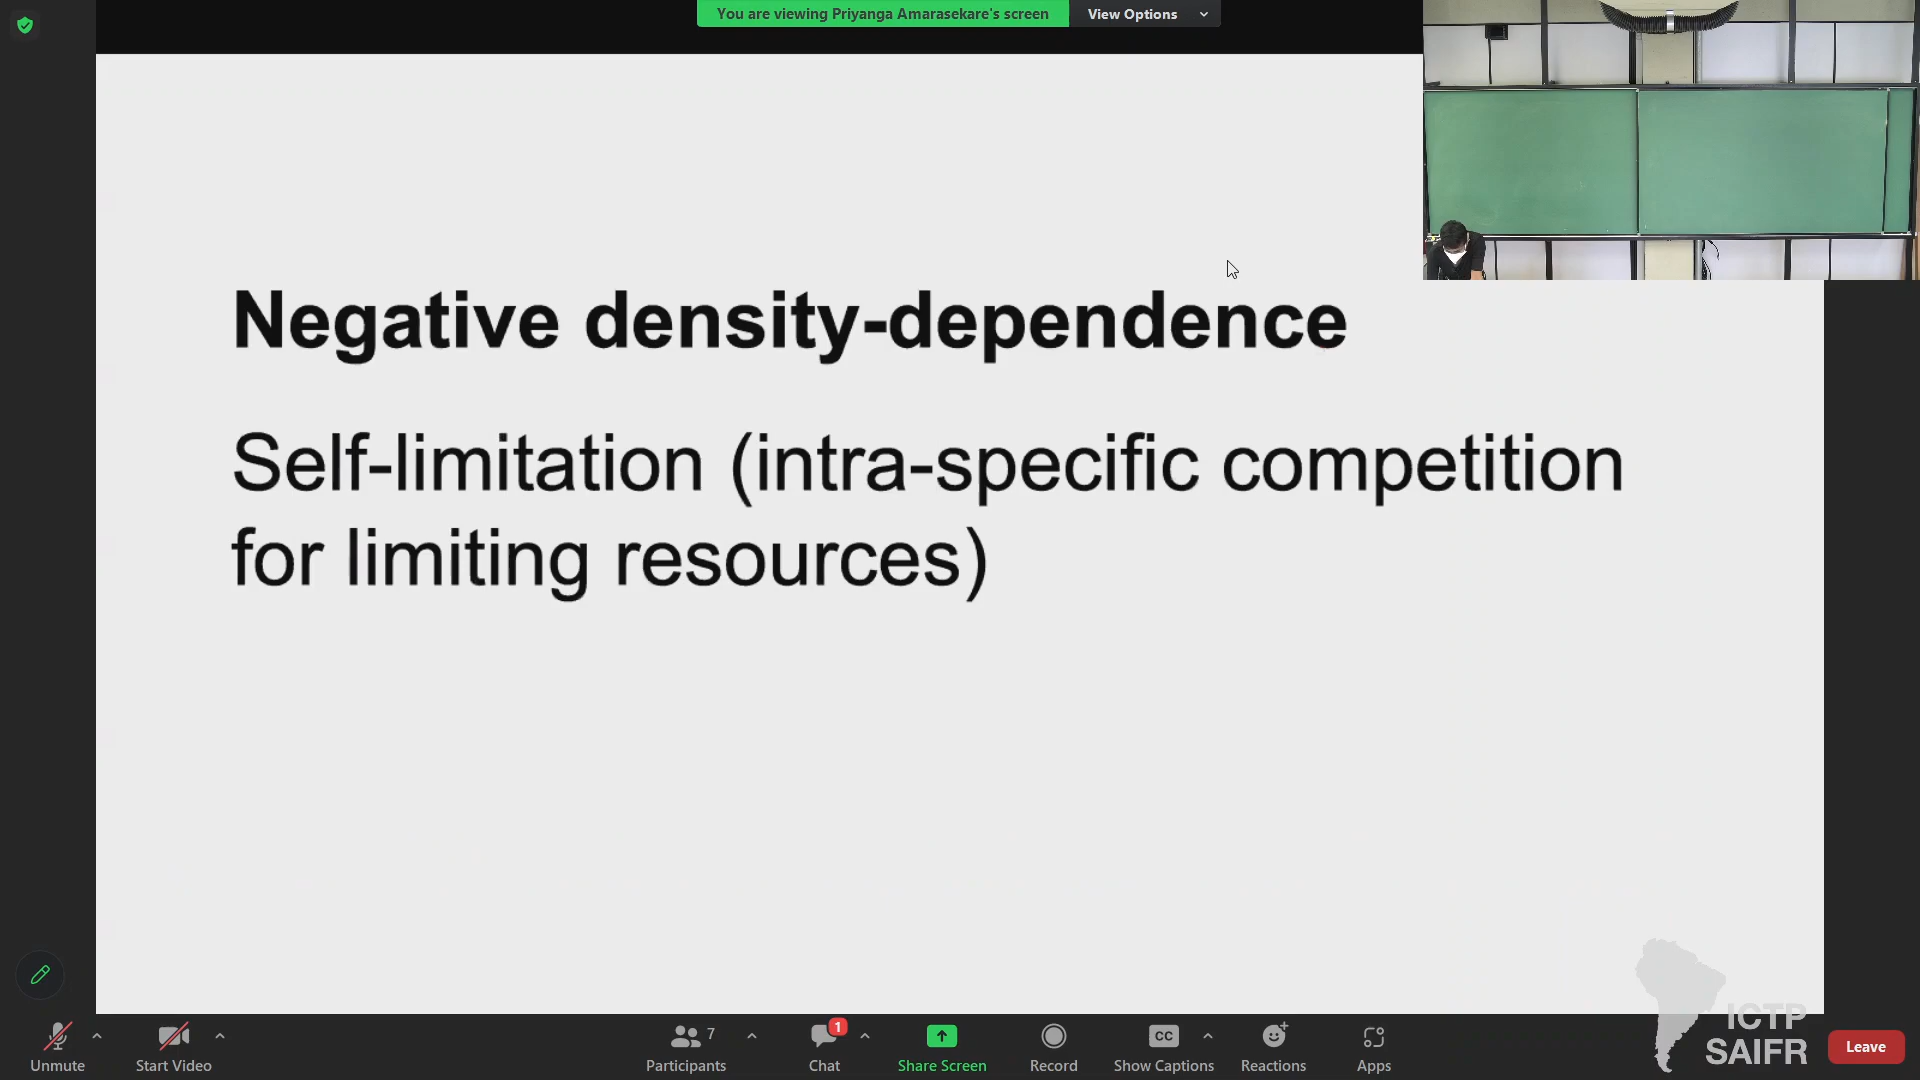 You are viewing Priyanga Amarasekare's screen
View Options
Negative density-dependence
Self-limitation (intra-specific competition
for limiting resources)
ICTP
SAIFR
Unmute
Start Video
7
Participants
1
Chat
Share Screen
Record
CC
Show Captions
Reactions
Apps
Leave